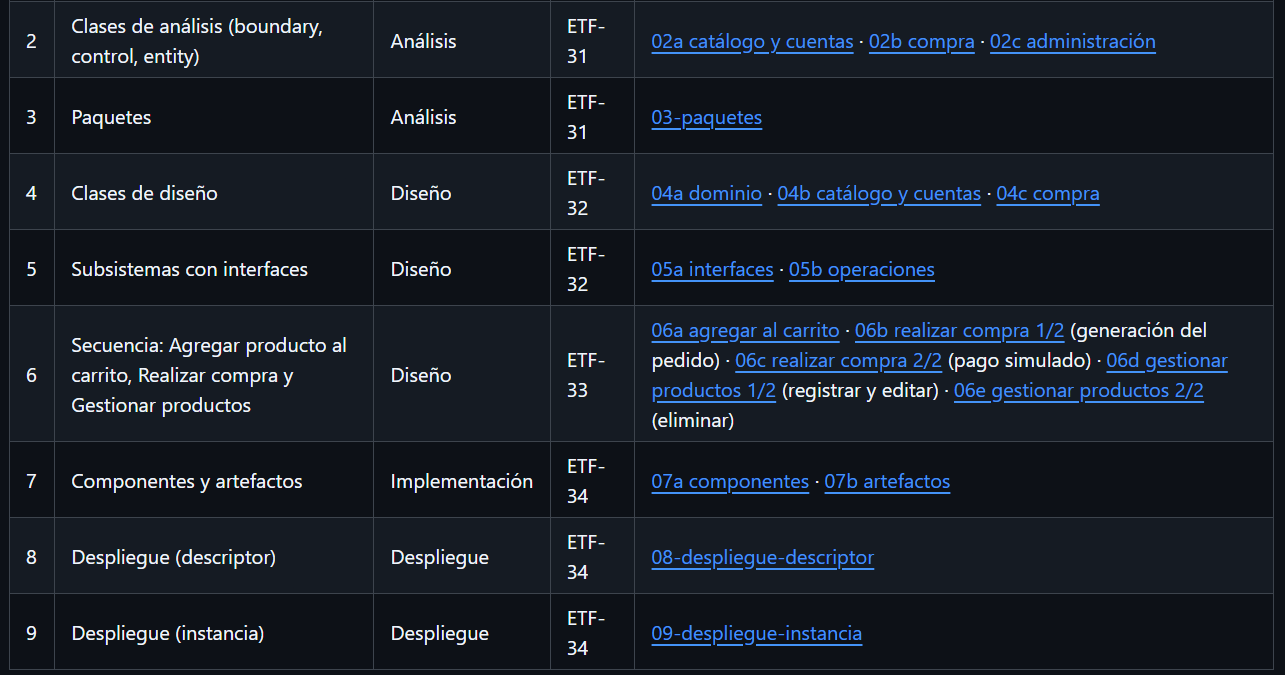 2
Clases de análisis (boundary,
control, entity)
Análisis
ETF-
31
02a catálogo y cuentas · 02b compra · 02c administración
3
Paquetes
Análisis
ETF-
31
03-paquetes
4
Clases de diseño
Diseño
ETF-
32
04a dominio · 04b catálogo y cuentas · 04c compra
5
Subsistemas con interfaces
Diseño
ETF-
32
05a interfaces · 05b operaciones
6
Secuencia: Agregar producto al
carrito, Realizar compra y
Gestionar productos
Diseño
ETF-
33
06a agregar al carrito · 06b realizar compra 1/2 (generación del
pedido) · 06c realizar compra 2/2 (pago simulado) · 06d gestionar
productos 1/2 (registrar y editar) · 06e gestionar productos 2/2
(eliminar)
7
Componentes y artefactos
Implementación
ETF-
34
07a componentes · 07b artefactos
8
Despliegue (descriptor)
Despliegue
ETF-
34
08-despliegue-descriptor
9
Despliegue (instancia)
Despliegue
ETF-
34
09-despliegue-instancia